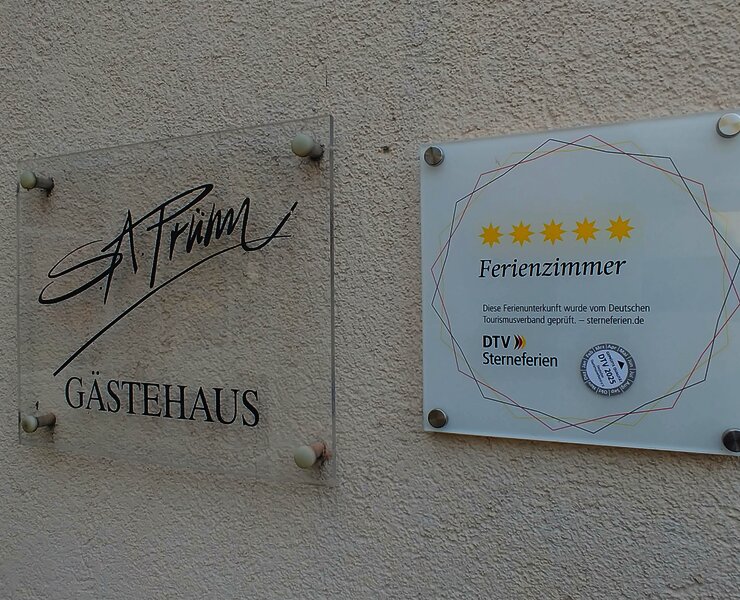 S.A. Prüm
GÄSTEHAUS
Ferienzimmer
Diese Ferienunterkunft wurde vom Deutschen
Tourismusverband geprüft. – sterneferien.de
DTV
Sterneferien
DTV 2025